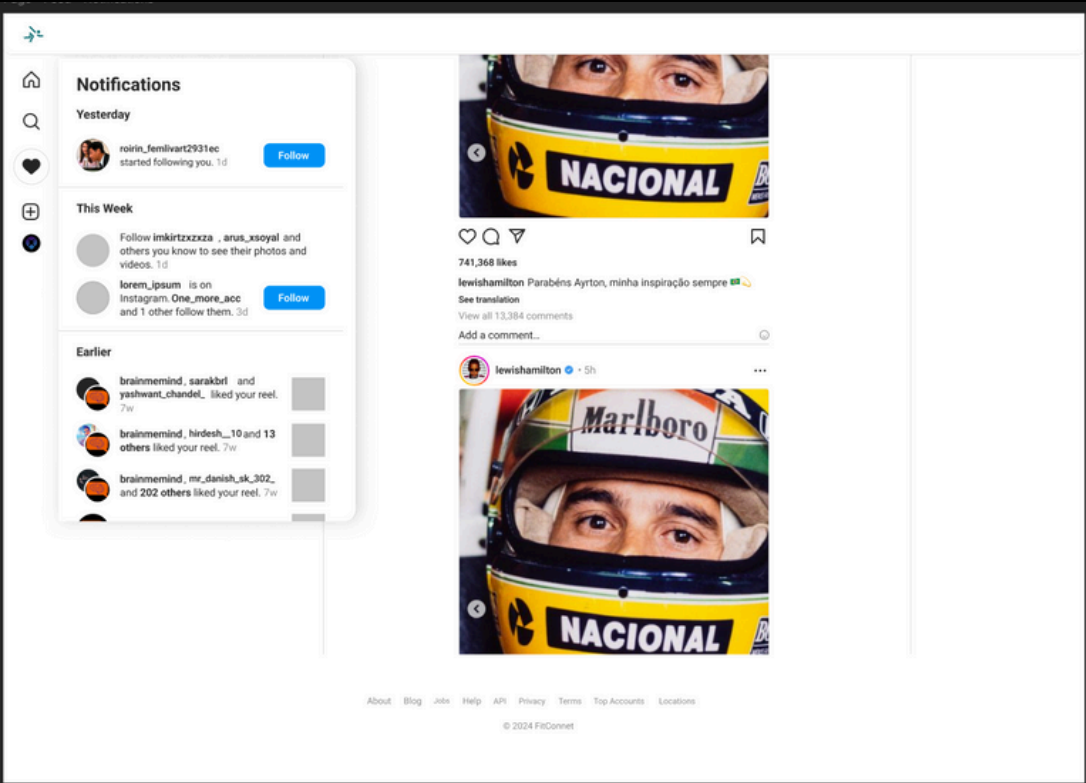 Notifications
Yesterday
roirin_femlivart2931ec
started following you. 1d
Follow
This Week
Follow imkirtzxzxza , arus_xsoyal and
others you know to see their photos and
videos. 1d
lorem_ipsum is on
Instagram. One_more_acc
and 1 other follow them. 3d
Follow
Earlier
brainmemind, sarakbrl and
yashwant_chandel_ liked your reel.
7w
brainmemind, hirdesh__10 and 13
others liked your reel. 7w
brainmemind, mr_danish_sk_302_
and 202 others liked your reel. 7w
NACIONAL
741,368 likes
lewishamilton Parabéns Ayrton, minha inspiração sempre
See translation
View all 13,384 comments
Add a comment...
lewishamilton • 5h
Marlboro
NACIONAL
About Blog Jobs Help API Privacy Terms Top Accounts Locations
© 2024 FitConnet